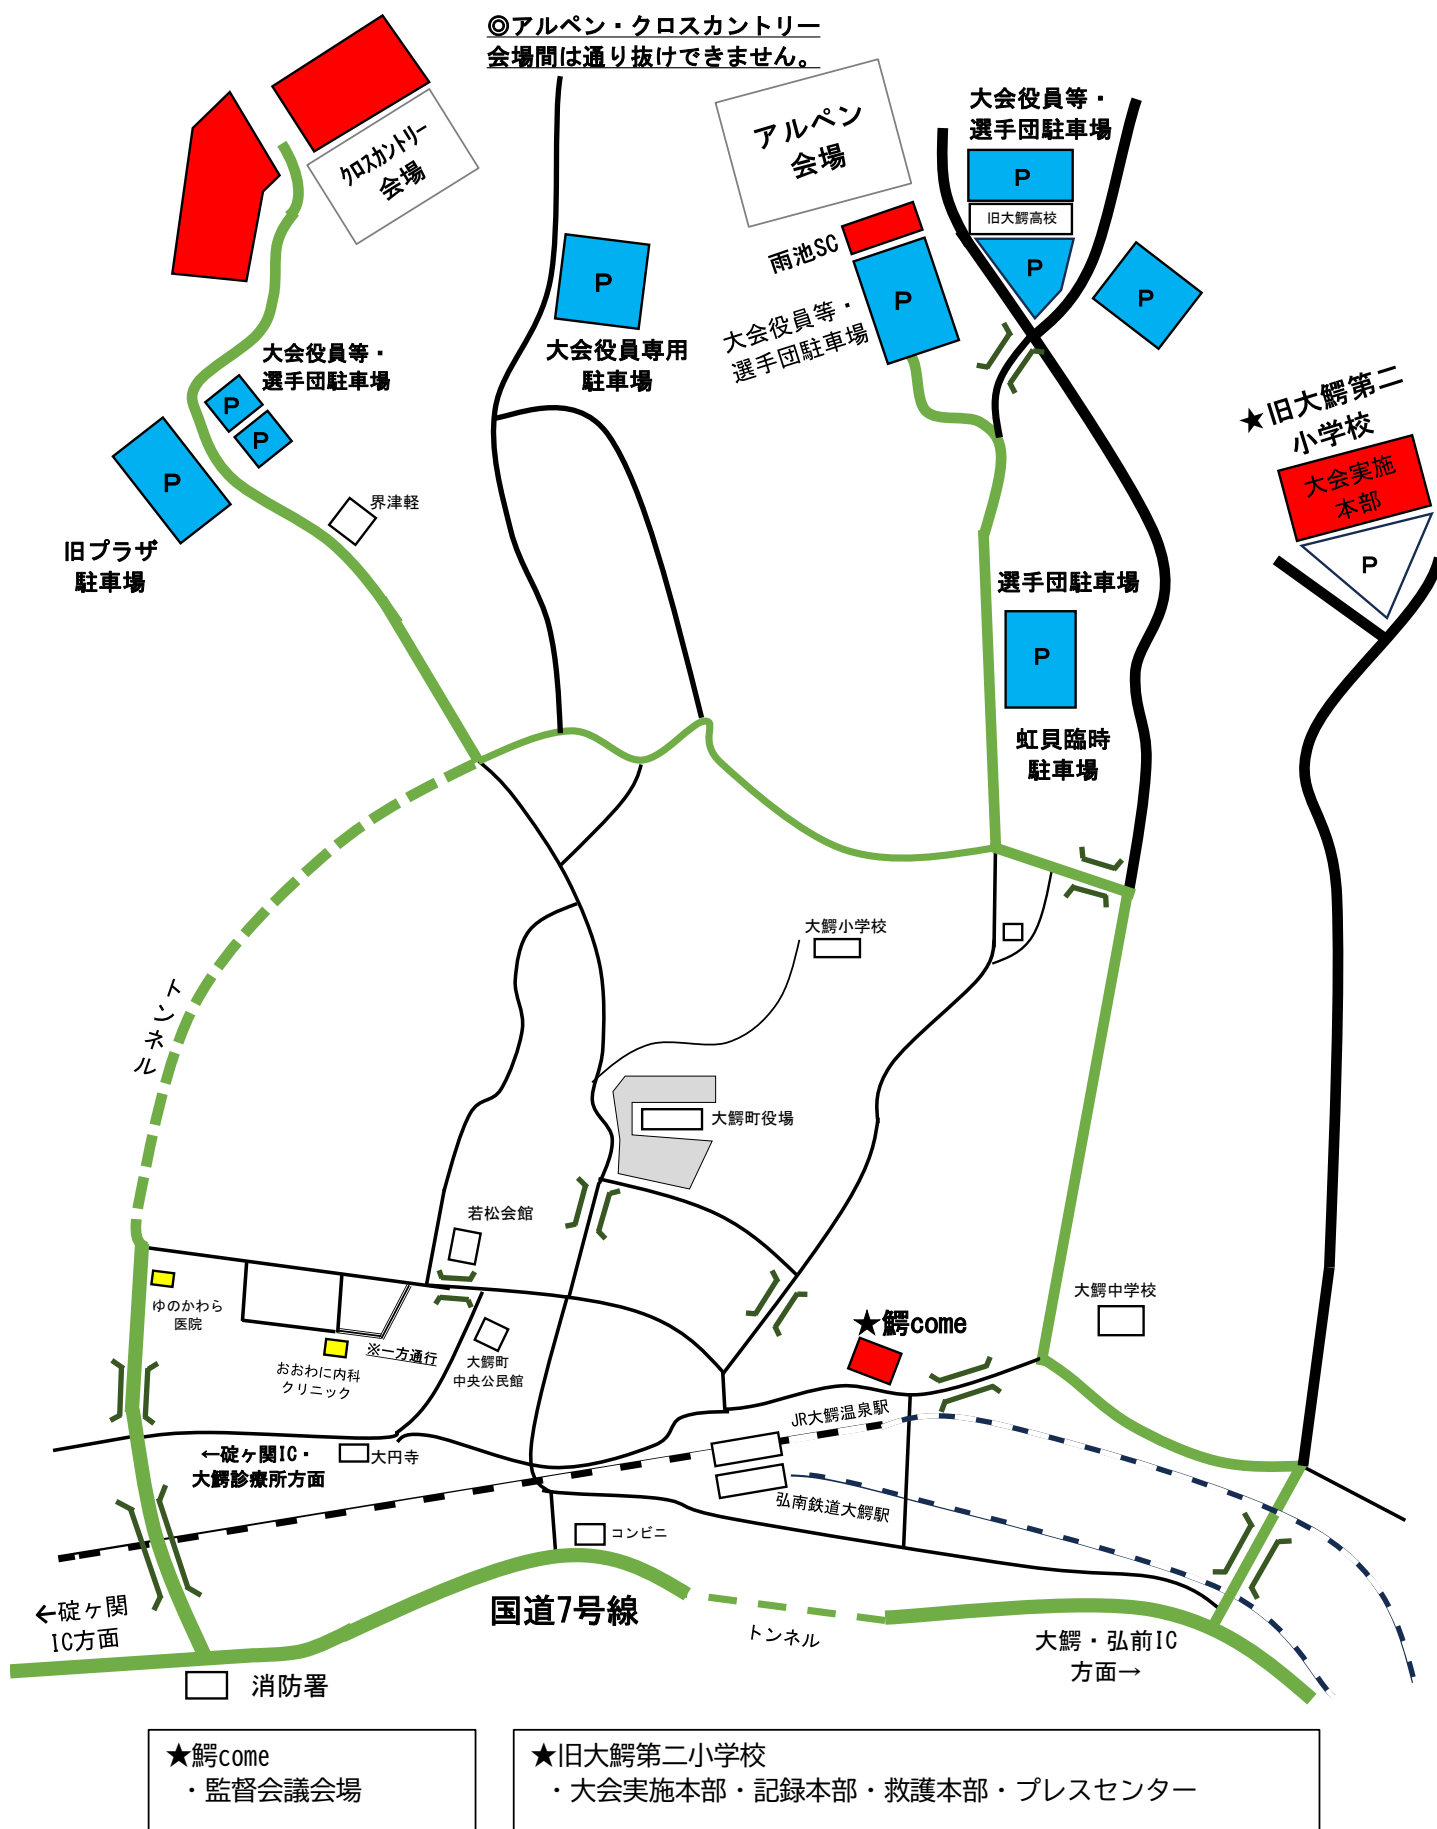 ◎アルペン・クロスカントリー
会場間は通り抜けできません。
クロスカントリー
会場
アルペン
会場
大会役員等・
選手団駐車場
P
旧大鰐高校
P
P
雨池SC
P
大会役員等・
選手団駐車場
P
大会役員専用
駐車場
大会役員等・
選手団駐車場
P
P
P
旧プラザ
駐車場
界津軽
★旧大鰐第二
小学校
大会実施
本部
P
選手団駐車場
P
虹貝臨時
駐車場
大鰐小学校
トンネル
大鰐町役場
若松会館
ゆのかわら
医院
おおわに内科
クリニック
※一方通行
大鰐町
中央公民館
★鰐come
大鰐中学校
←碇ヶ関IC・
大鰐診療所方面
大円寺
JR大鰐温泉駅
弘南鉄道大鰐駅
コンビニ
国道7号線
トンネル
←碇ヶ関
IC方面
大鰐・弘前IC
方面→
消防署
★鰐come
・監督会議会場
★旧大鰐第二小学校
・大会実施本部・記録本部・救護本部・プレスセンター